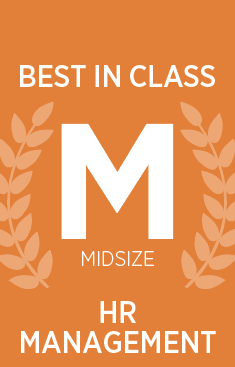 BEST IN CLASS
M
MIDSIZE
HR
MANAGEMENT